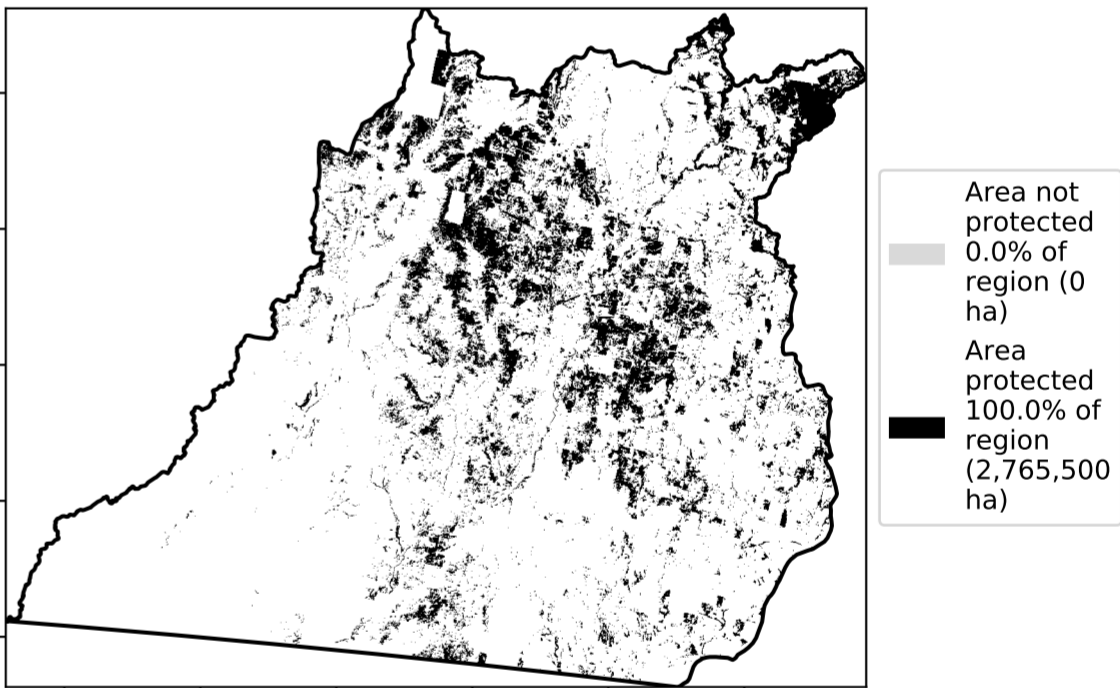 Area not
protected
0.0% of
region (0
ha)
Area
protected
100.0% of
region
(2,765,500
ha)